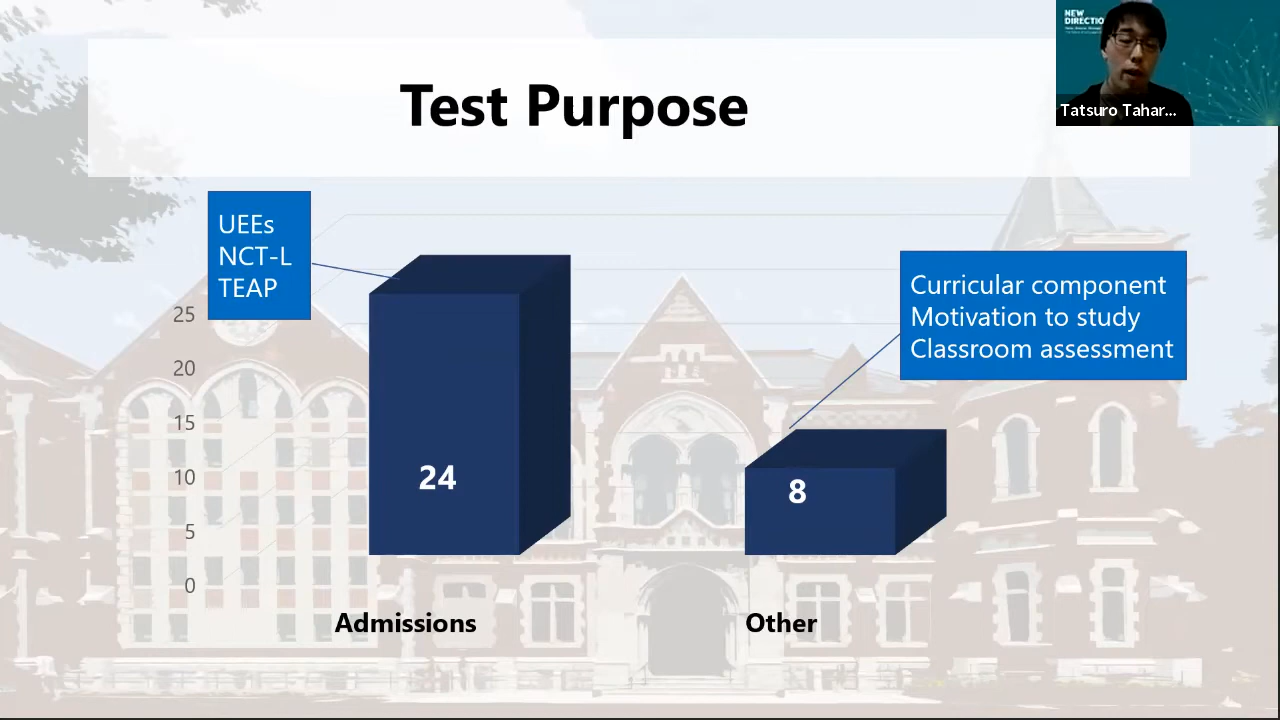 NEW
DIRECTIO
Test Purpose
Tatsuro Tahar...
UEEs
NCT-L
TEAP
Curricular component
Motivation to study
Classroom assessment
25
20
15
10
5
0
24
8
Admissions
Other